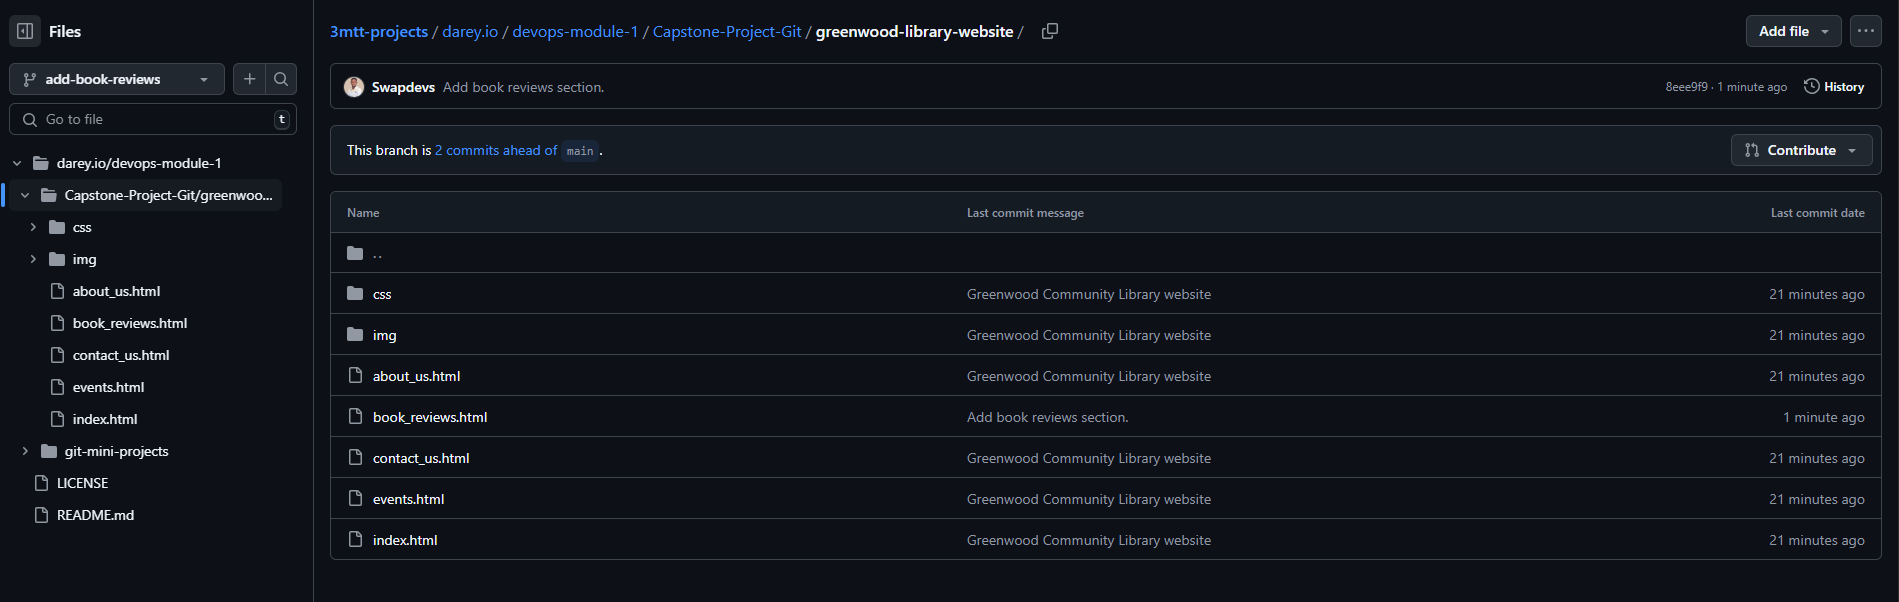 Files
add-book-reviews
Go to file
t
darey.io/devops-module-1
Capstone-Project-Git/greenwoo...
css
img
about_us.html
book_reviews.html
contact_us.html
events.html
index.html
git-mini-projects
LICENSE
README.md
3mtt-projects / darey.io / devops-module-1 / Capstone-Project-Git / greenwood-library-website /
Add file
Swapdevs Add book reviews section. 8eee9f9 · 1 minute ago History
This branch is 2 commits ahead of main . Contribute
Name Last commit message Last commit date
..
css Greenwood Community Library website 21 minutes ago
img Greenwood Community Library website 21 minutes ago
about_us.html Greenwood Community Library website 21 minutes ago
book_reviews.html Add book reviews section. 1 minute ago
contact_us.html Greenwood Community Library website 21 minutes ago
events.html Greenwood Community Library website 21 minutes ago
index.html Greenwood Community Library website 21 minutes ago